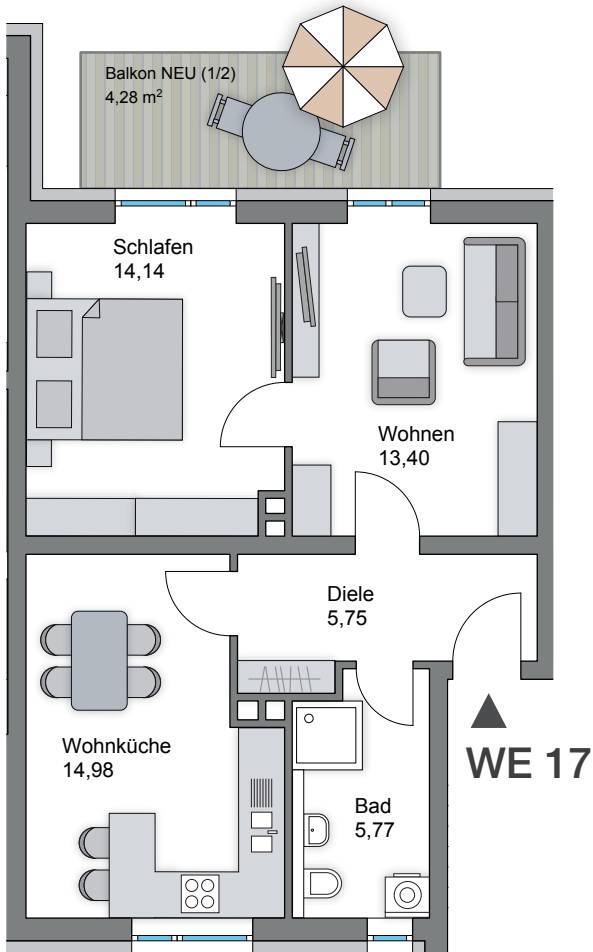 Balkon NEU (1/2)
4,28 m²
Schlafen
14,14
Wohnen
13,40
Diele
5,75
Wohnküche
14,98
WE 17
Bad
5,77